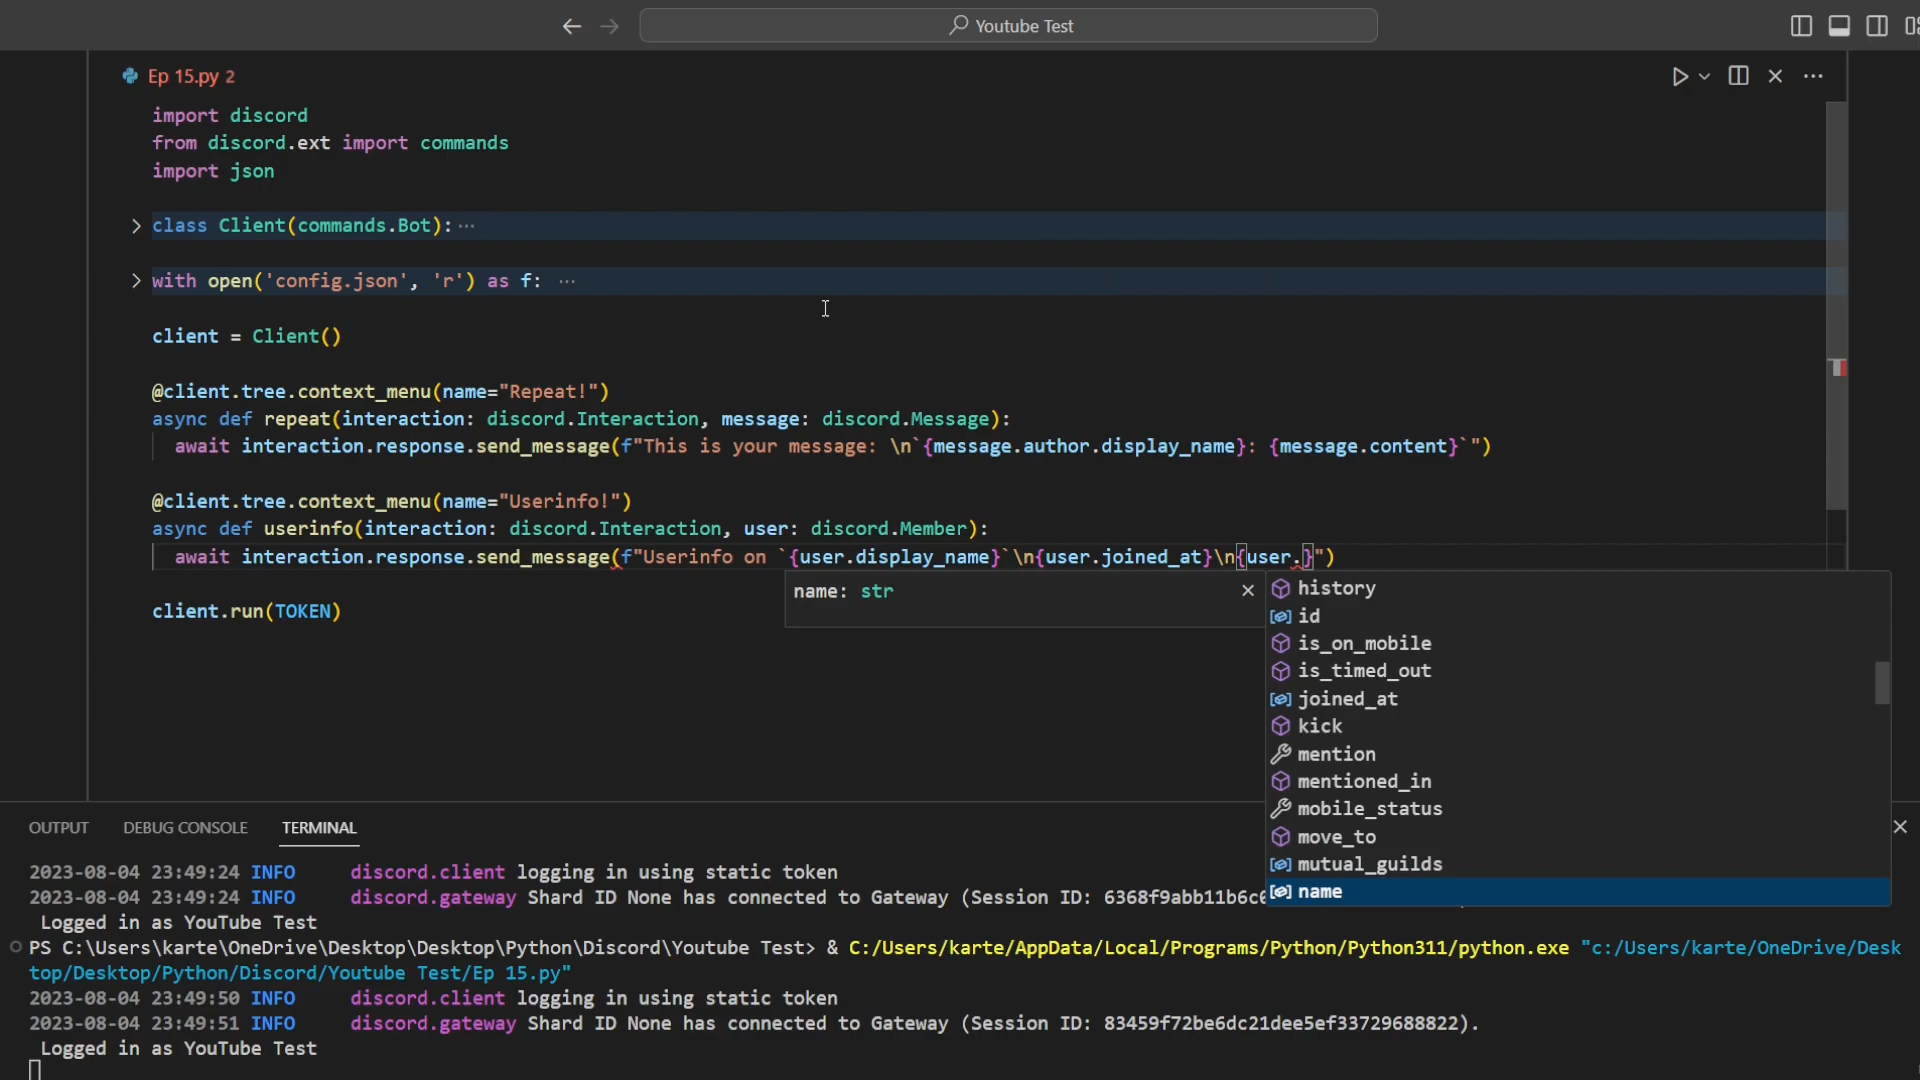 Youtube Test
Ep 15.py 2
import discord
from discord.ext import commands
import json
class Client(commands.Bot):···
with open('config.json', 'r') as f: ···
client = Client()
@client.tree.context_menu(name="Repeat!")
async def repeat(interaction: discord.Interaction, message: discord.Message):
await interaction.response.send_message(f"This is your message: \n`{message.author.display_name}: {message.content}`")
@client.tree.context_menu(name="Userinfo!")
async def userinfo(interaction: discord.Interaction, user: discord.Member):
await interaction.response.send_message(f"Userinfo on `{user.display_name}`\n{user.joined_at}\n{user.}")
name: str
history
id
is_on_mobile
is_timed_out
joined_at
kick
mention
mentioned_in
mobile_status
move_to
mutual_guilds
name
client.run(TOKEN)
OUTPUT DEBUG CONSOLE TERMINAL
2023-08-04 23:49:24 INFO discord.client logging in using static token
2023-08-04 23:49:24 INFO discord.gateway Shard ID None has connected to Gateway (Session ID: 6368f9abb11b6c
Logged in as YouTube Test
PS C:\Users\karte\OneDrive\Desktop\Desktop\Python\Discord\Youtube Test> & C:/Users/karte/AppData/Local/Programs/Python/Python311/python.exe "c:/Users/karte/OneDrive/Desk
top/Desktop/Python/Discord/Youtube Test/Ep 15.py"
2023-08-04 23:49:50 INFO discord.client logging in using static token
2023-08-04 23:49:51 INFO discord.gateway Shard ID None has connected to Gateway (Session ID: 83459f72be6dc21dee5ef33729688822).
Logged in as YouTube Test